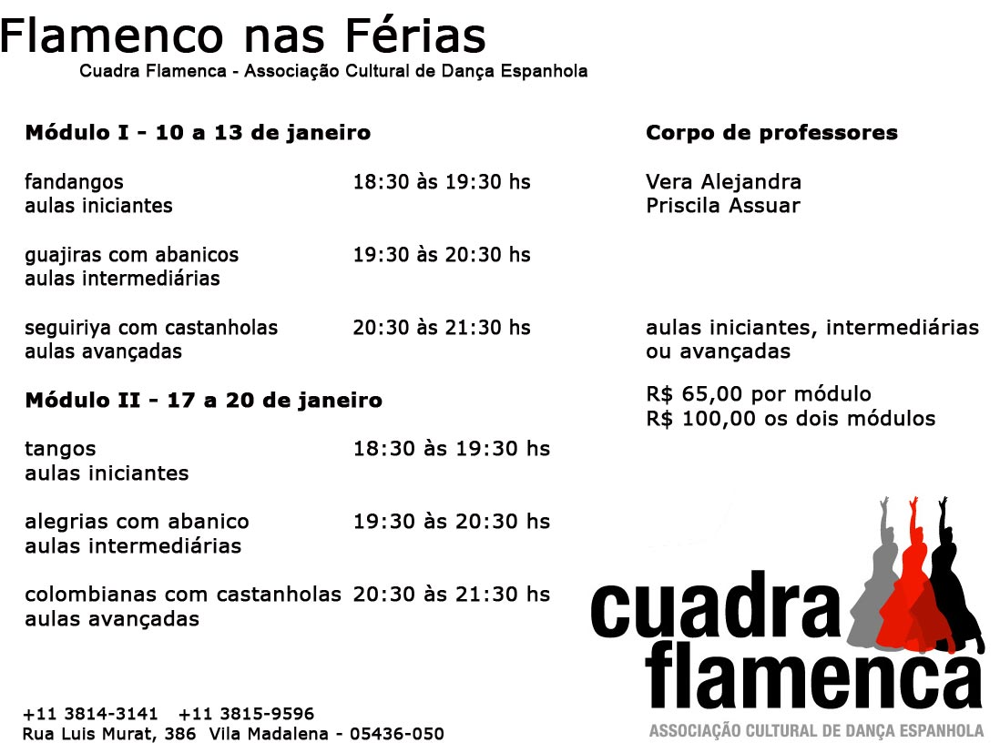 Flamenco nas Férias
Cuadra Flamenca - Associação Cultural de Dança Espanhola
Módulo I - 10 a 13 de janeiro
fandangos 18:30 às 19:30 hs
aulas iniciantes
guajiras com abanicos 19:30 às 20:30 hs
aulas intermediárias
seguiriya com castanholas 20:30 às 21:30 hs
aulas avançadas
Módulo II - 17 a 20 de janeiro
tangos 18:30 às 19:30 hs
aulas iniciantes
alegrias com abanico 19:30 às 20:30 hs
aulas intermediárias
colombianas com castanholas 20:30 às 21:30 hs
aulas avançadas
Corpo de professores
Vera Alejandra
Priscila Assuar
aulas iniciantes, intermediárias
ou avançadas
R$ 65,00 por módulo
R$ 100,00 os dois módulos
cuadra
flamenca
ASSOCIAÇÃO CULTURAL DE DANÇA ESPANHOLA
+11 3814-3141 +11 3815-9596
Rua Luis Murat, 386 Vila Madalena - 05436-050